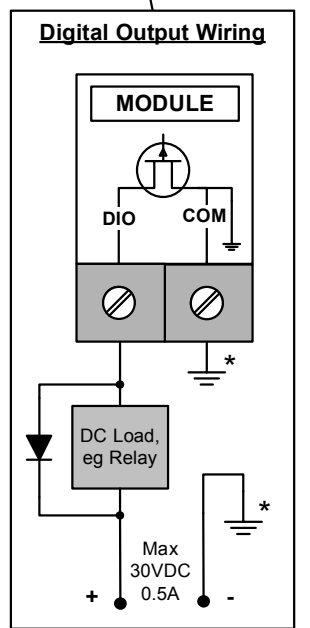 Digital Output Wiring
MODULE
DIO COM
*
DC Load,
eg Relay
*
Max
30VDC
+ 0.5A -